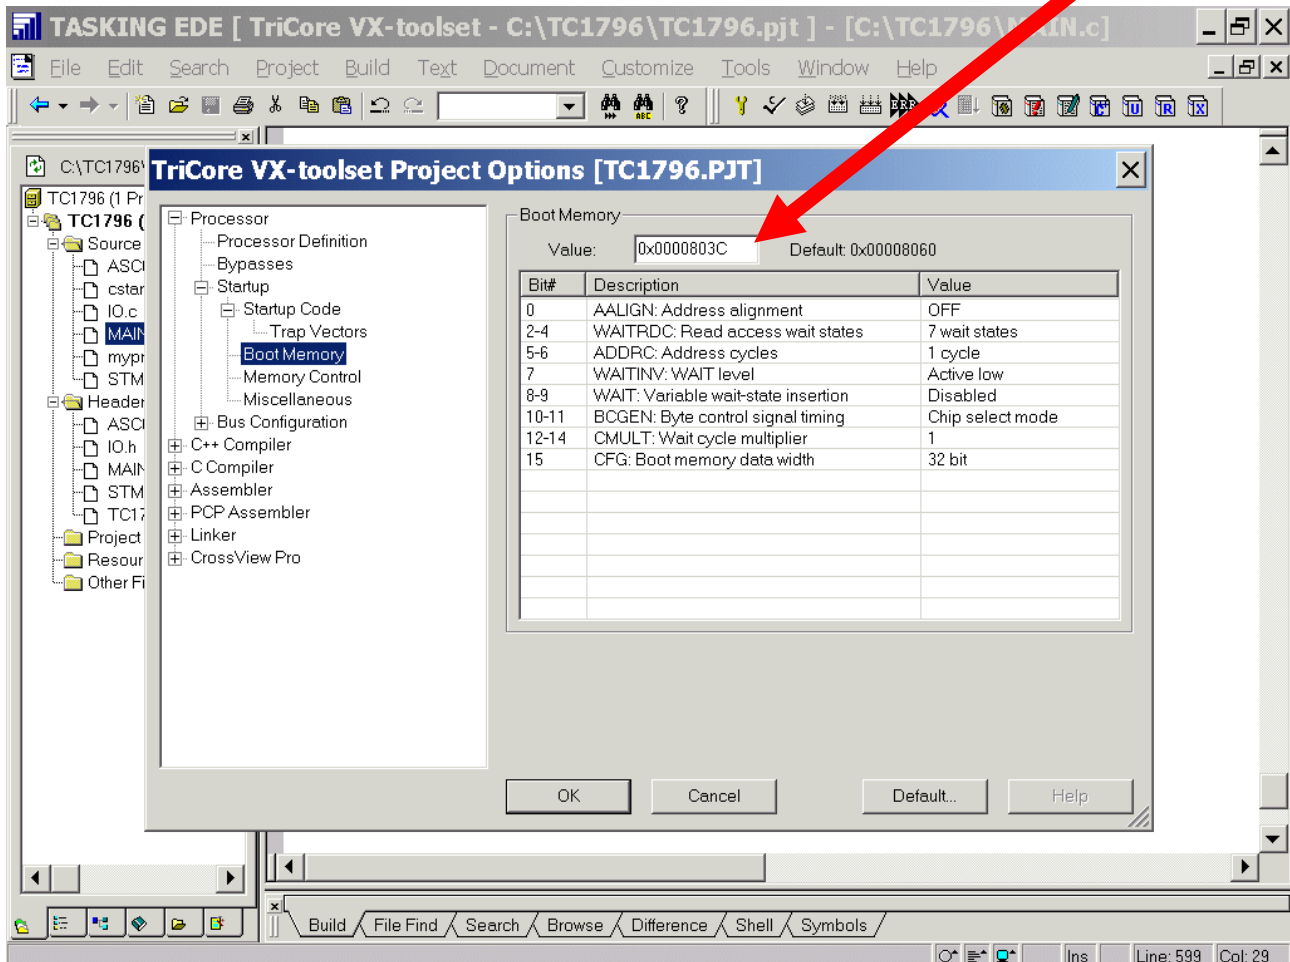 TASKING EDE [ TriCore VX-toolset - C:\TC1796\TC1796.pjt ] - [C:\TC1796\MAIN.c]
File Edit Search Project Build Text Document Customize Tools Window Help
C:\TC1796\
TriCore VX-toolset Project Options [TC1796.PJT]
TC1796 (1 Pr
TC1796 (
Source
ASC
cstar
IO.c
MAIN
mypr
STM
Header
ASC
IO.h
MAIN
STM
TC17
Project
Resour
Other Fi
Processor
Processor Definition
Bypasses
Startup
Startup Code
Trap Vectors
Boot Memory
Memory Control
Miscellaneous
Bus Configuration
C++ Compiler
C Compiler
Assembler
PCP Assembler
Linker
CrossView Pro
Boot Memory
Value: 0x0000803C Default: 0x00008060
Bit# Description Value
0 AALIGN: Address alignment OFF
2-4 WAITRDC: Read access wait states 7 wait states
5-6 ADDRC: Address cycles 1 cycle
7 WAITINV: WAIT level Active low
8-9 WAIT: Variable wait-state insertion Disabled
10-11 BCGEN: Byte control signal timing Chip select mode
12-14 CMULT: Wait cycle multiplier 1
15 CFG: Boot memory data width 32 bit
OK Cancel Default... Help
Build File Find Search Browse Difference Shell Symbols
Ins Line: 599 Col: 29